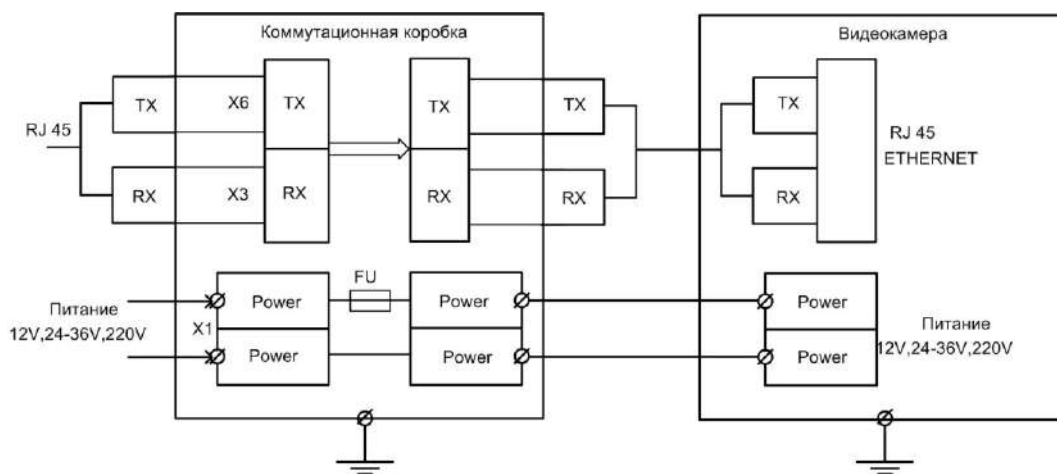 Коммутационная коробка
Видеокамера
TX
X6
TX
TX
TX
TX
RJ 45
RJ 45
ETHERNET
RX
X3
RX
RX
RX
RX
FU
Питание
12V,24-36V,220V
X1
Power
Power
Power
Power
Power
Power
Питание
12V,24-36V,220V